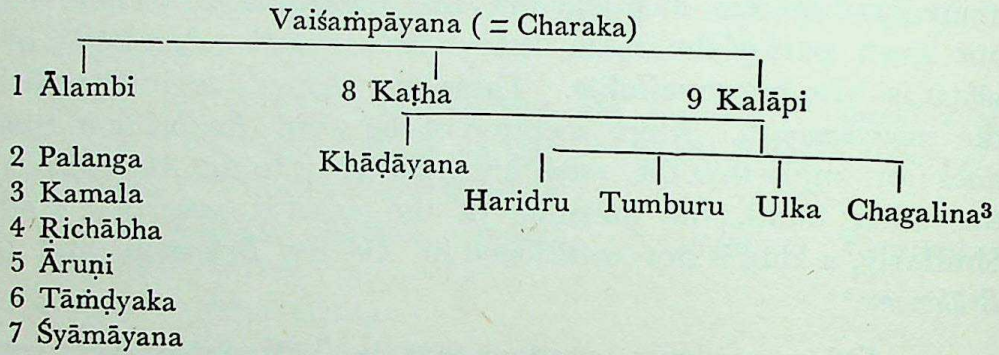 Vaiśaṁpāyana ( = Charaka)
1 Ālambi 8 Kaṭha 9 Kalāpi
2 Palanga Khāḍāyana
3 Kamala Haridru Tumburu Ulka Chagalina³
4 Ṛichābha
5 Āruṇi
6 Tāṁḍyaka
7 Śyāmāyana